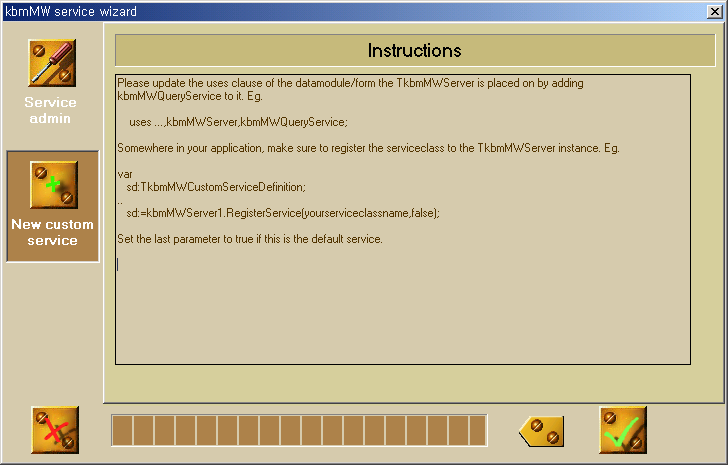 kbmMW service wizard
Instructions
Service
admin
New custom
service
Please update the uses clause of the datamodule/form the TkbmMWServer is placed on by adding
kbmMWQueryService to it. Eg.
uses ...,kbmMWServer,kbmMWQueryService;
Somewhere in your application, make sure to register the serviceclass to the TkbmMWServer instance. Eg.
var
sd:TkbmMWCustomServiceDefinition;
..
sd:=kbmMWServer1.RegisterService(yourserviceclassname,false);
Set the last parameter to true if this is the default service.